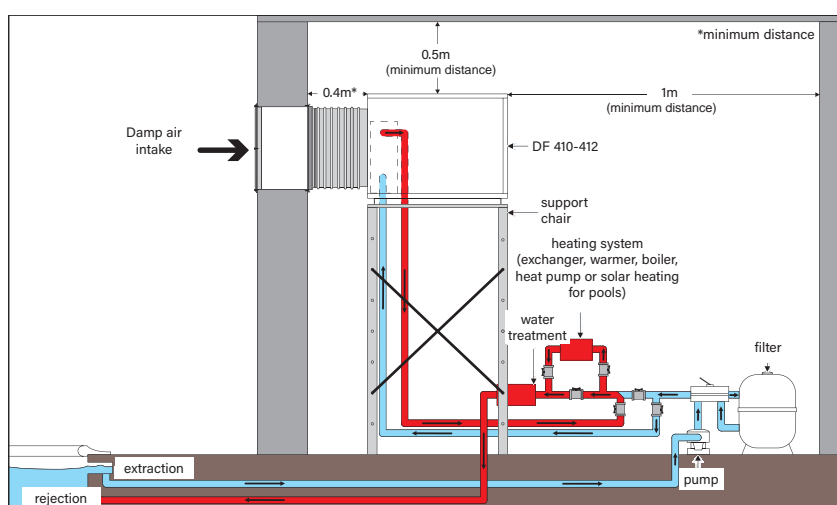 *minimum distance
0.5m
(minimum distance)
0.4m*
1m
(minimum distance)
Damp air
intake
DF 410-412
support
chair
heating system
(exchanger, warmer, boiler,
heat pump or solar heating
for pools)
water
treatment
filter
extraction
pump
rejection